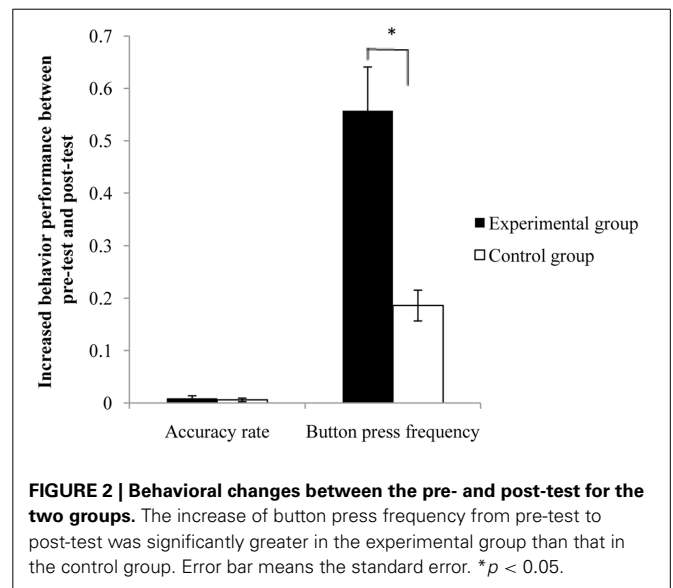 0.7
0.6
0.5
0.4
0.3
0.2
0.1
0
Increased behavior performance between
pre-test and post-test
*
Experimental group
Control group
Accuracy rate
Button press frequency
FIGURE 2 | Behavioral changes between the pre- and post-test for the
two groups. The increase of button press frequency from pre-test to
post-test was significantly greater in the experimental group than that in
the control group. Error bar means the standard error. *p < 0.05.